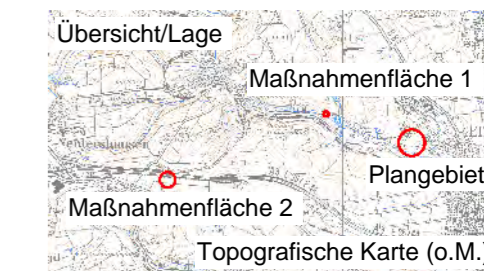 Übersicht/Lage
Maßnahmenfläche 1
Plangebiet
Maßnahmenfläche 2
Topografische Karte (o.M.)